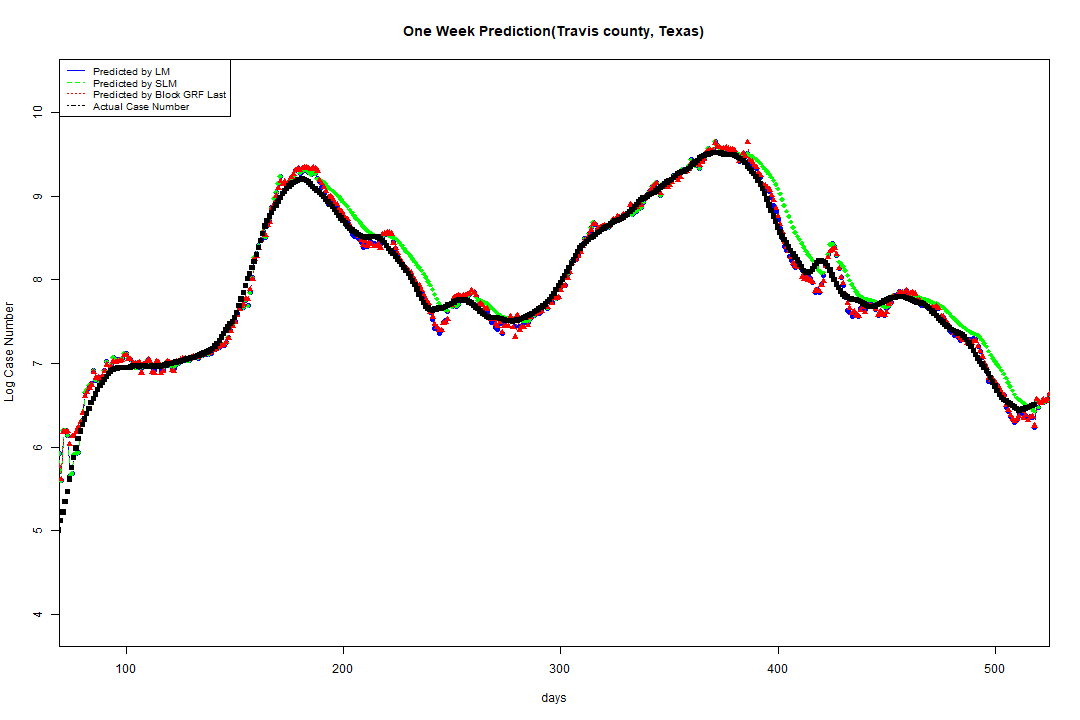 One Week Prediction(Travis county, Texas)
Predicted by LM
Predicted by SLM
Predicted by Block GRF Last
Actual Case Number
10
9
8
7
6
5
4
Log Case Number
100 200 300 400 500
days